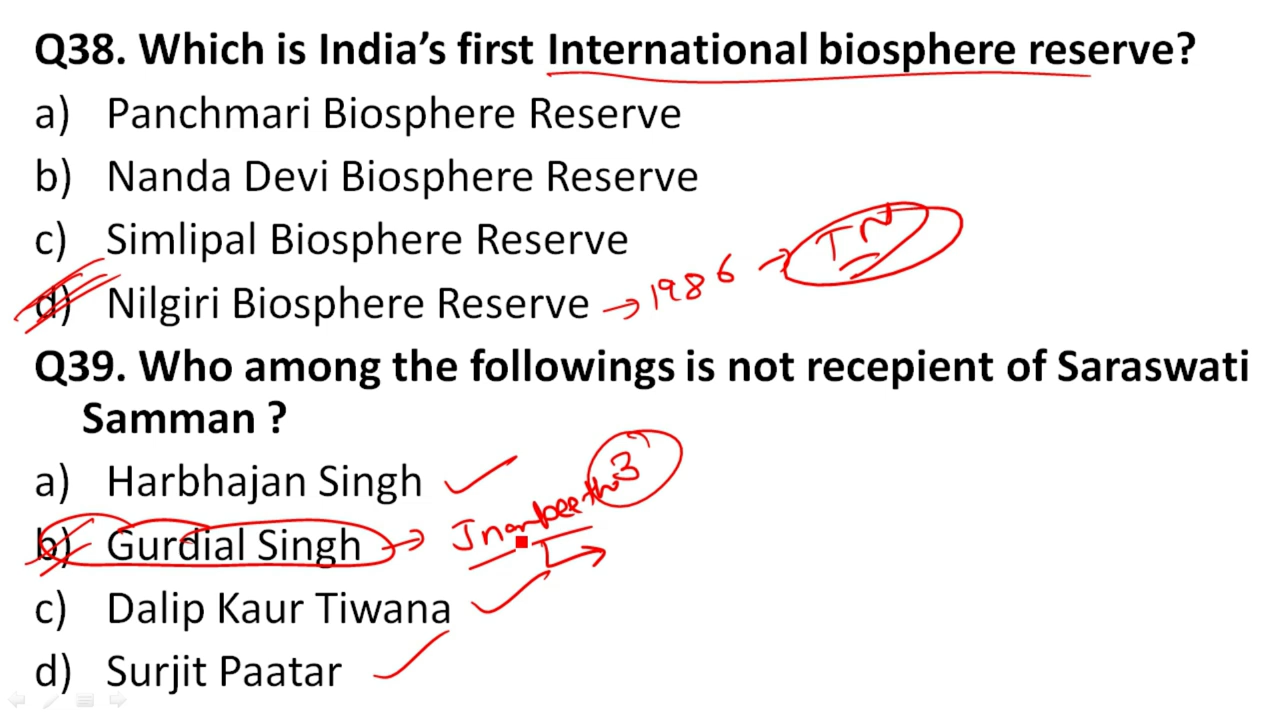 Q38. Which is India’s first International biosphere reserve?
a) Panchmari Biosphere Reserve
b) Nanda Devi Biosphere Reserve
c) Simlipal Biosphere Reserve
TN
d) Nilgiri Biosphere Reserve → 1986 →
Q39. Who among the followings is not recepient of Saraswati
Samman ?
a) Harbhajan Singh
3
b) Gurdial Singh →
c) Dalip Kaur Tiwana
d) Surjit Paatar